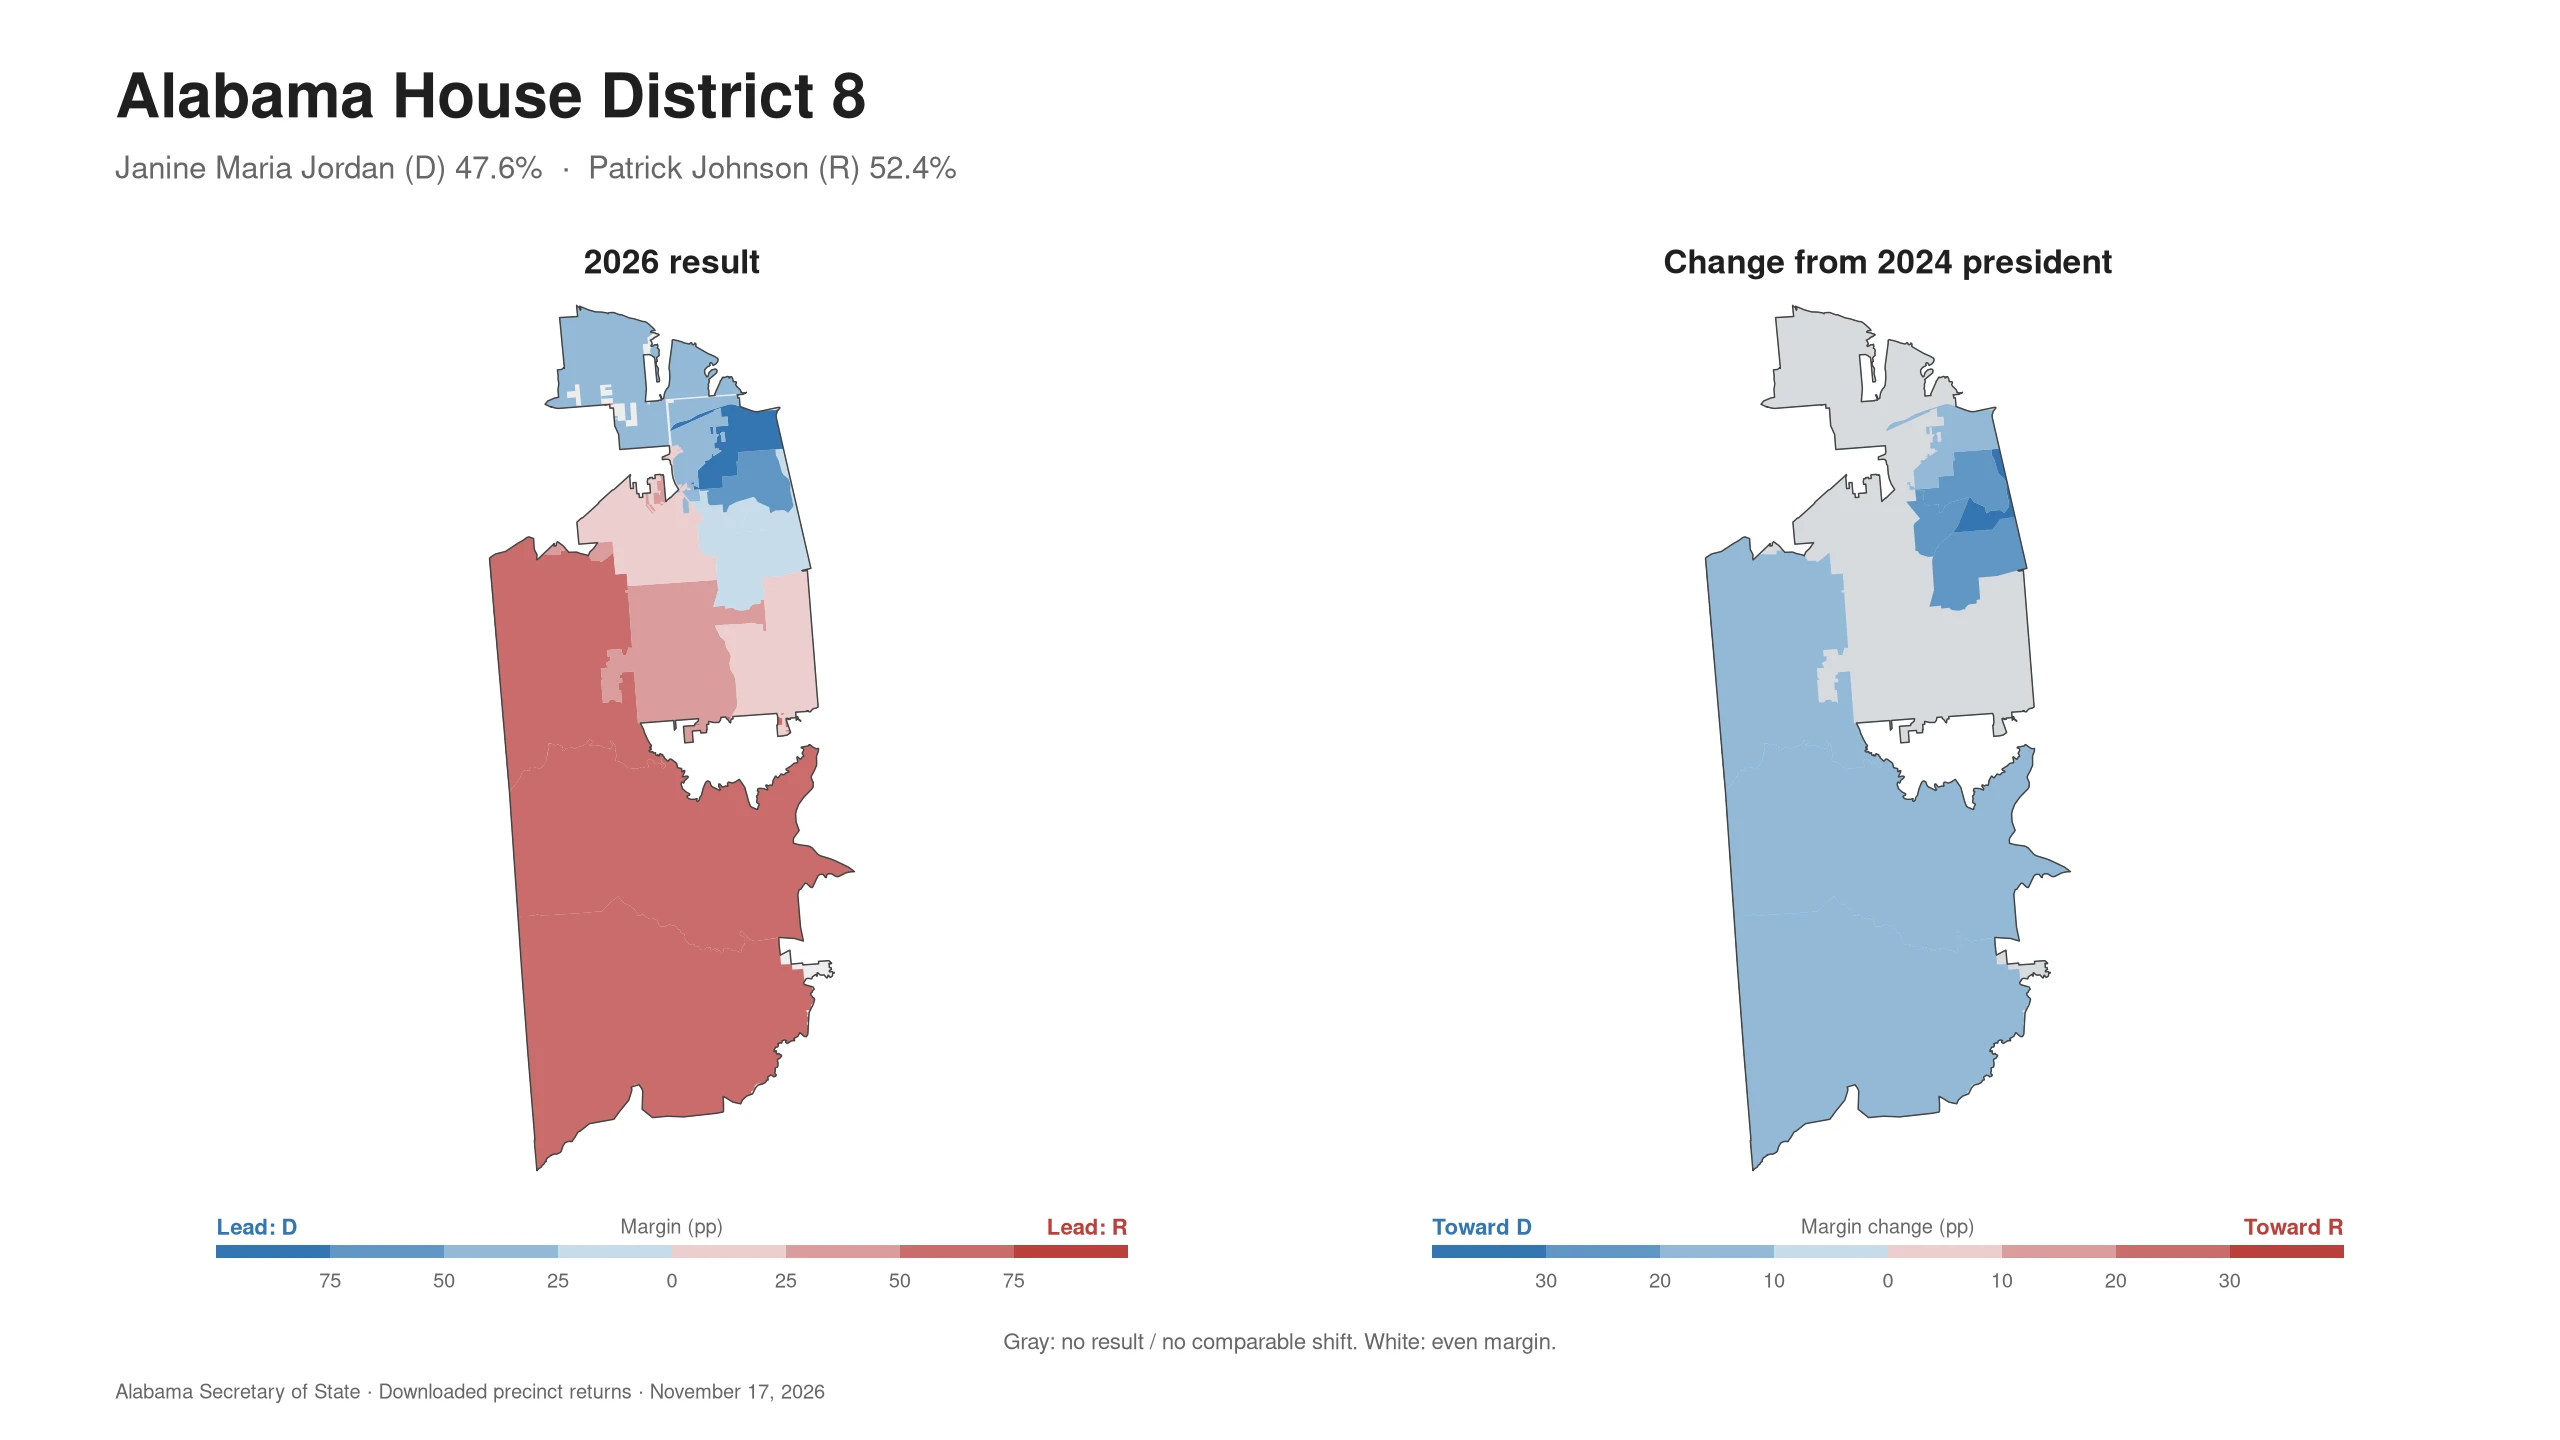 Alabama House District 8
Janine Maria Jordan (D) 47.6% · Patrick Johnson (R) 52.4%
2026 result
Change from 2024 president
Lead: D Margin (pp) Lead: R
75 50 25 0 25 50 75
Toward D Margin change (pp) Toward R
30 20 10 0 10 20 30
Gray: no result / no comparable shift. White: even margin.
Alabama Secretary of State · Downloaded precinct returns · November 17, 2026